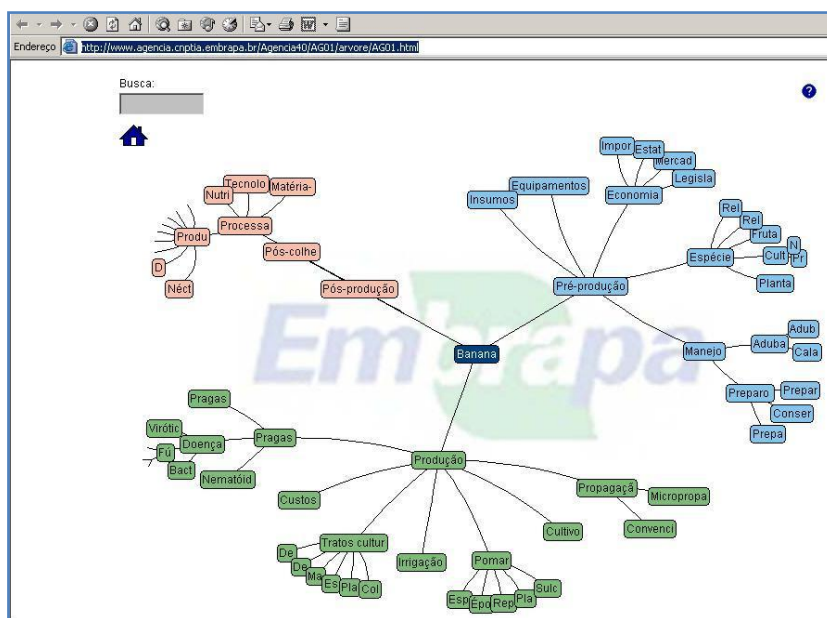 Endereço http://www.agencia.cnptia.embrapa.br/Agencia40/AG01/arvore/AG01.html
Busca:
?
Embrapa
Banana
Pós-produção
Pós-colhe
Processa
Nutri
Tecnolo
Matéria-
Produ
D
Néct
Pré-produção
Insumos
Equipamentos
Economia
Impor
Estat
Mercad
Legisla
Espécie
Rel
Rel
Fruta
Cult
N
Pr
Planta
Manejo
Aduba
Adub
Cala
Preparo
Prepar
Conser
Prepa
Produção
Pragas
Pragas
Doença
Virótic
Fú
Bact
Nematóid
Custos
Tratos cultur
De
De
Ma
Es
Pla
Col
Irrigação
Pomar
Esp
Épo
Rep
Pla
Sulc
Cultivo
Propagaçã
Micropropa
Convenci